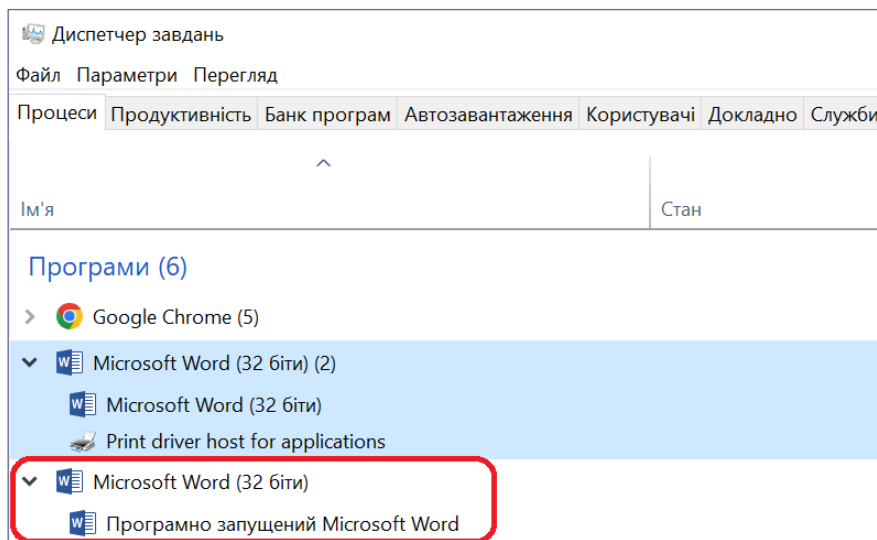 Диспетчер завдань
Файл Параметри Перегляд
Процеси Продуктивність Банк програм Автозавантаження Користувачі Докладно Служби
Ім'я Стан
Програми (6)
Google Chrome (5)
Microsoft Word (32 біти) (2)
Microsoft Word (32 біти)
Print driver host for applications
Microsoft Word (32 біти)
Програмно запущений Microsoft Word